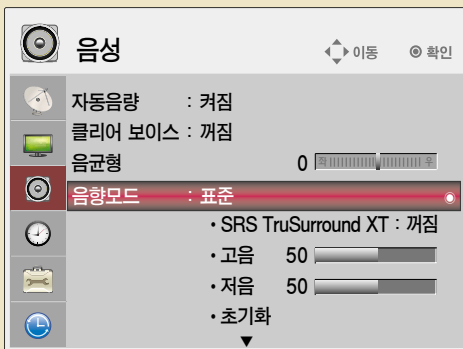 음성 이동 확인
자동음량 : 켜짐
클리어 보이스 : 꺼짐
음균형 0 좌 우
음향모드 : 표준
• SRS TruSurround XT : 꺼짐
• 고음 50
• 저음 50
• 초기화